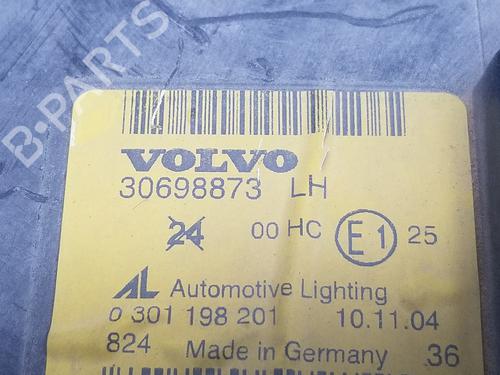 B-PARTS
VOLVO
30698873 LH
24 00 HC E1 25
AL Automotive Lighting
0 301 198 201 10.11.04
824 Made in Germany 36